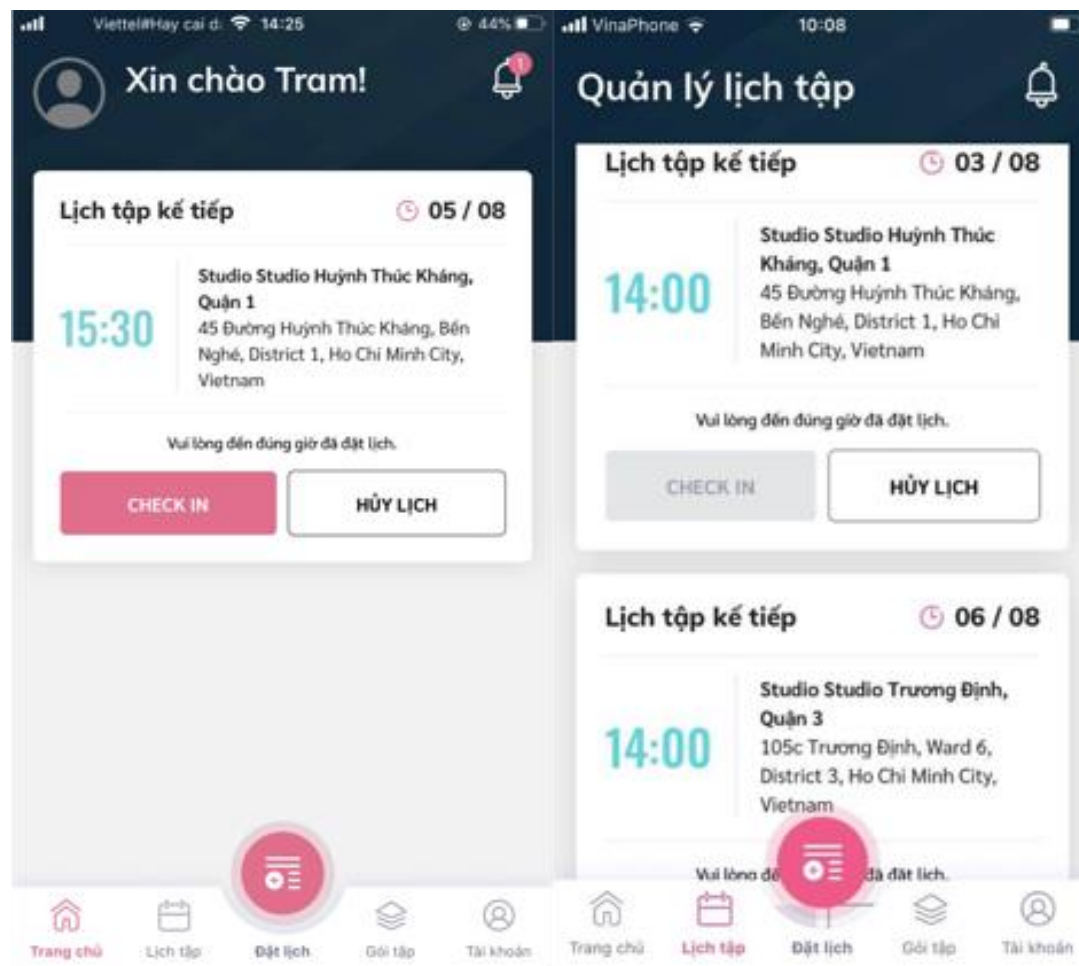 Viettel#Hay cai d 14:25 44%
Xin chào Tram!
1
Lịch tập kế tiếp 05 / 08
15:30
Studio Studio Huỳnh Thúc Kháng,
Quận 1
45 Đường Huỳnh Thúc Kháng, Bến
Nghé, District 1, Ho Chi Minh City,
Vietnam
Vui lòng đến đúng giờ đã đặt lịch.
CHECK IN HỦY LỊCH
Trang chủ Lịch tập Đặt lịch Gói tập Tài khoản
VinaPhone 10:08
Quản lý lịch tập
Lịch tập kế tiếp 03 / 08
14:00
Studio Studio Huỳnh Thúc
Kháng, Quận 1
45 Đường Huỳnh Thúc Kháng,
Bến Nghé, District 1, Ho Chi
Minh City, Vietnam
Vui lòng đến đúng giờ đã đặt lịch.
CHECK IN HỦY LỊCH
Lịch tập kế tiếp 06 / 08
14:00
Studio Studio Trương Định,
Quận 3
105c Trương Định, Ward 6,
District 3, Ho Chi Minh City,
Vietnam
Vui lòng đã đặt lịch.
Trang chủ Lịch tập Đặt lịch Gói tập Tài khoản